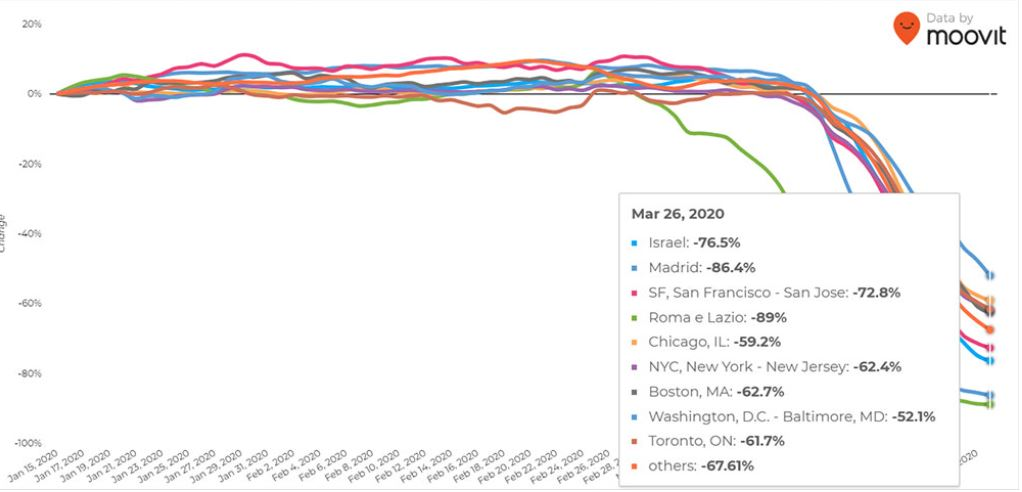 Data by
moovit
20%
0%
-20%
-40%
-60%
-80%
-100%
Change
Mar 26, 2020
Israel: -76.5%
Madrid: -86.4%
SF, San Francisco - San Jose: -72.8%
Roma e Lazio: -89%
Chicago, IL: -59.2%
NYC, New York - New Jersey: -62.4%
Boston, MA: -62.7%
Washington, D.C. - Baltimore, MD: -52.1%
Toronto, ON: -61.7%
others: -67.61%
Jan 15, 2020
Jan 17, 2020
Jan 19, 2020
Jan 21, 2020
Jan 23, 2020
Jan 25, 2020
Jan 27, 2020
Jan 29, 2020
Jan 31, 2020
Feb 2, 2020
Feb 4, 2020
Feb 6, 2020
Feb 8, 2020
Feb 10, 2020
Feb 12, 2020
Feb 14, 2020
Feb 16, 2020
Feb 18, 2020
Feb 20, 2020
Feb 22, 2020
Feb 24, 2020
Feb 26, 2020
Feb 28,
2020